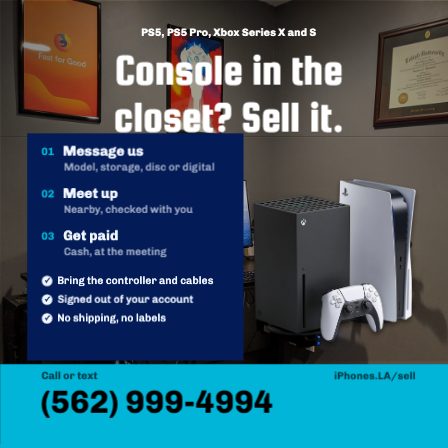 PS5, PS5 Pro, Xbox Series X and S
Console in the
closet? Sell it.
01 Message us
Model, storage, disc or digital
02 Meet up
Nearby, checked with you
03 Get paid
Cash, at the meeting
Bring the controller and cables
Signed out of your account
No shipping, no labels
Call or text
iPhones.LA/sell
(562) 999-4994
Fast for Good